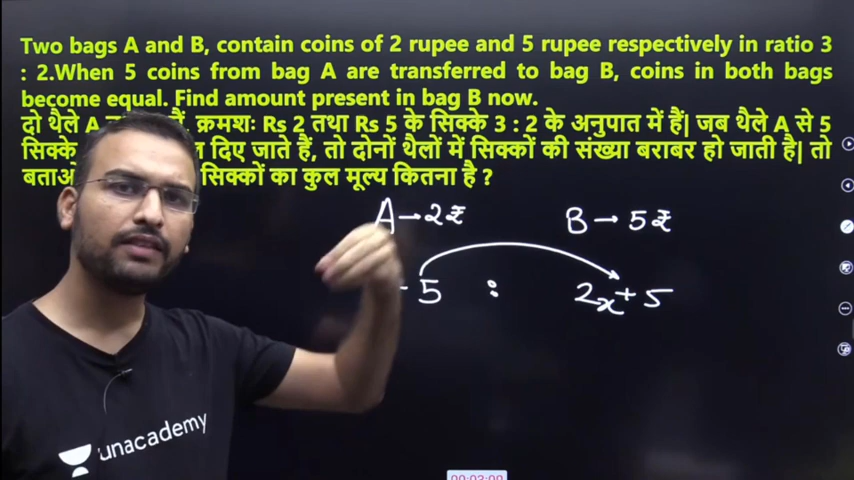 Two bags A and B, contain coins of 2 rupee and 5 rupee respectively in ratio 3
: 2.When 5 coins from bag A are transferred to bag B, coins in both bags
become equal. Find amount present in bag B now.
दो थैले A क्रमशः Rs 2 तथा Rs 5 के सिक्के 3 : 2 के अनुपात में हैं| जब थैले A से 5
सिक्के दिए जाते हैं, तो दोनों थैलों में सिक्कों की संख्या बराबर हो जाती है| तो
सिक्कों का कुल मूल्य कितना है ?
A → 2₹ B → 5₹
- 5 : 2x + 5
unacademy